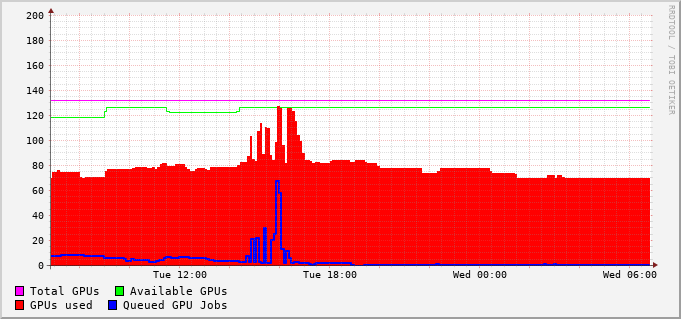 200
180
160
140
120
100
80
60
40
20
0
Tue 12:00 Tue 18:00 Wed 00:00 Wed 06:00
Total GPUs Available GPUs
GPUs used Queued GPU Jobs
RRDTOOL / TOBI OETIKER